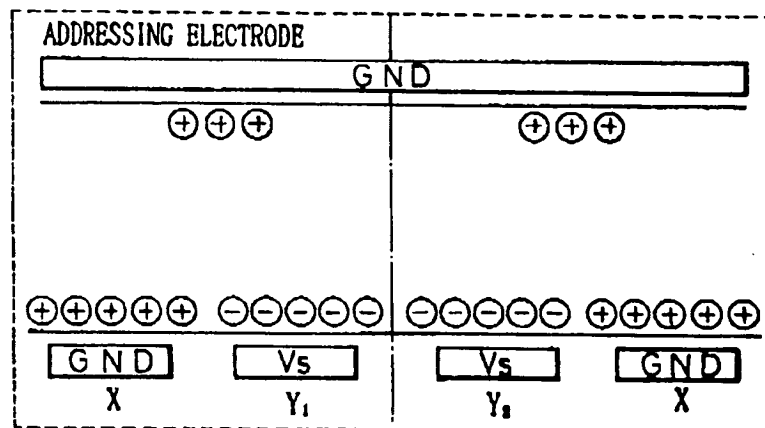 ADDRESSING ELECTRODE
GND
+ + + + + +
+ + + + + − − − − − − − − − − + + + + +
GND Vs Vs GND
X Y₁ Y₂ X